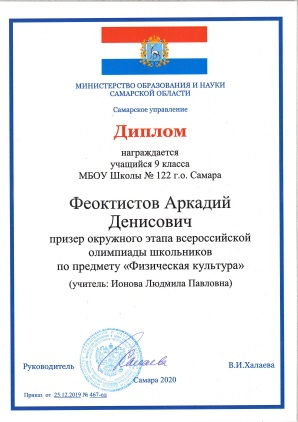 МИНИСТЕРСТВО ОБРАЗОВАНИЯ И НАУКИ
САМАРСКОЙ ОБЛАСТИ
Самарское управление
Диплом
награждается
учащийся 9 класса
МБОУ Школы № 122 г.о. Самара
Феоктистов Аркадий
Денисович
призер окружного этапа всероссийской
олимпиады школьников
по предмету «Физическая культура»
(учитель: Ионова Людмила Павловна)
Руководитель
В.И.Халаева
Самара 2020
Приказ от 25.12.2019 № 467-од